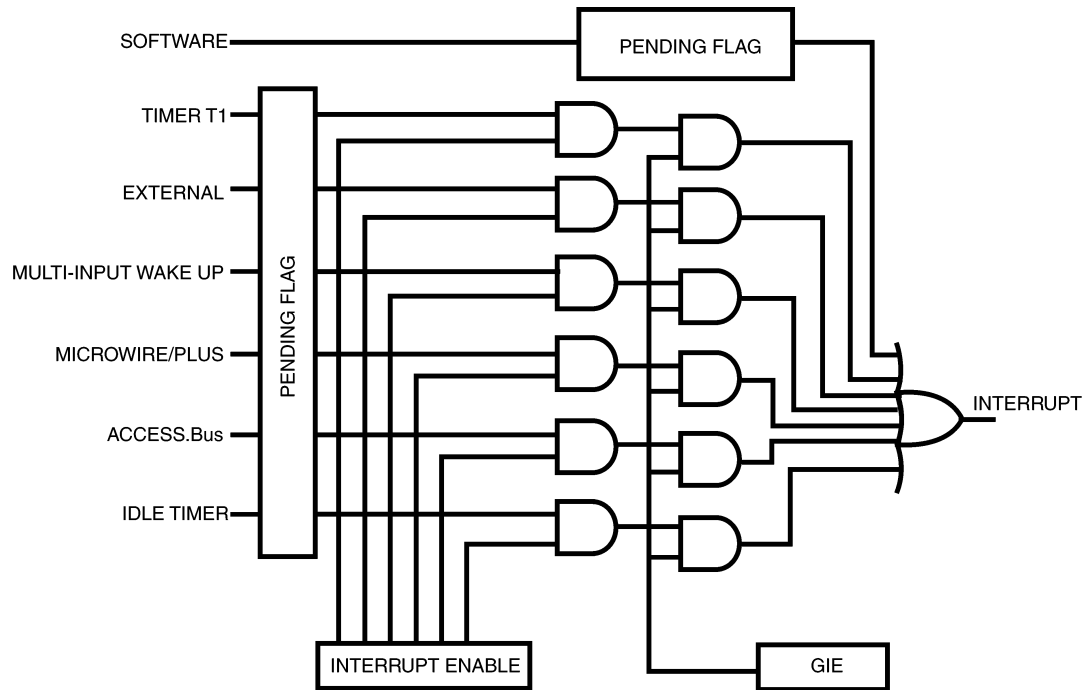 SOFTWARE
PENDING FLAG
TIMER T1
EXTERNAL
MULTI-INPUT WAKE UP
MICROWIRE/PLUS
ACCESS.Bus
IDLE TIMER
PENDING FLAG
INTERRUPT
INTERRUPT ENABLE
GIE